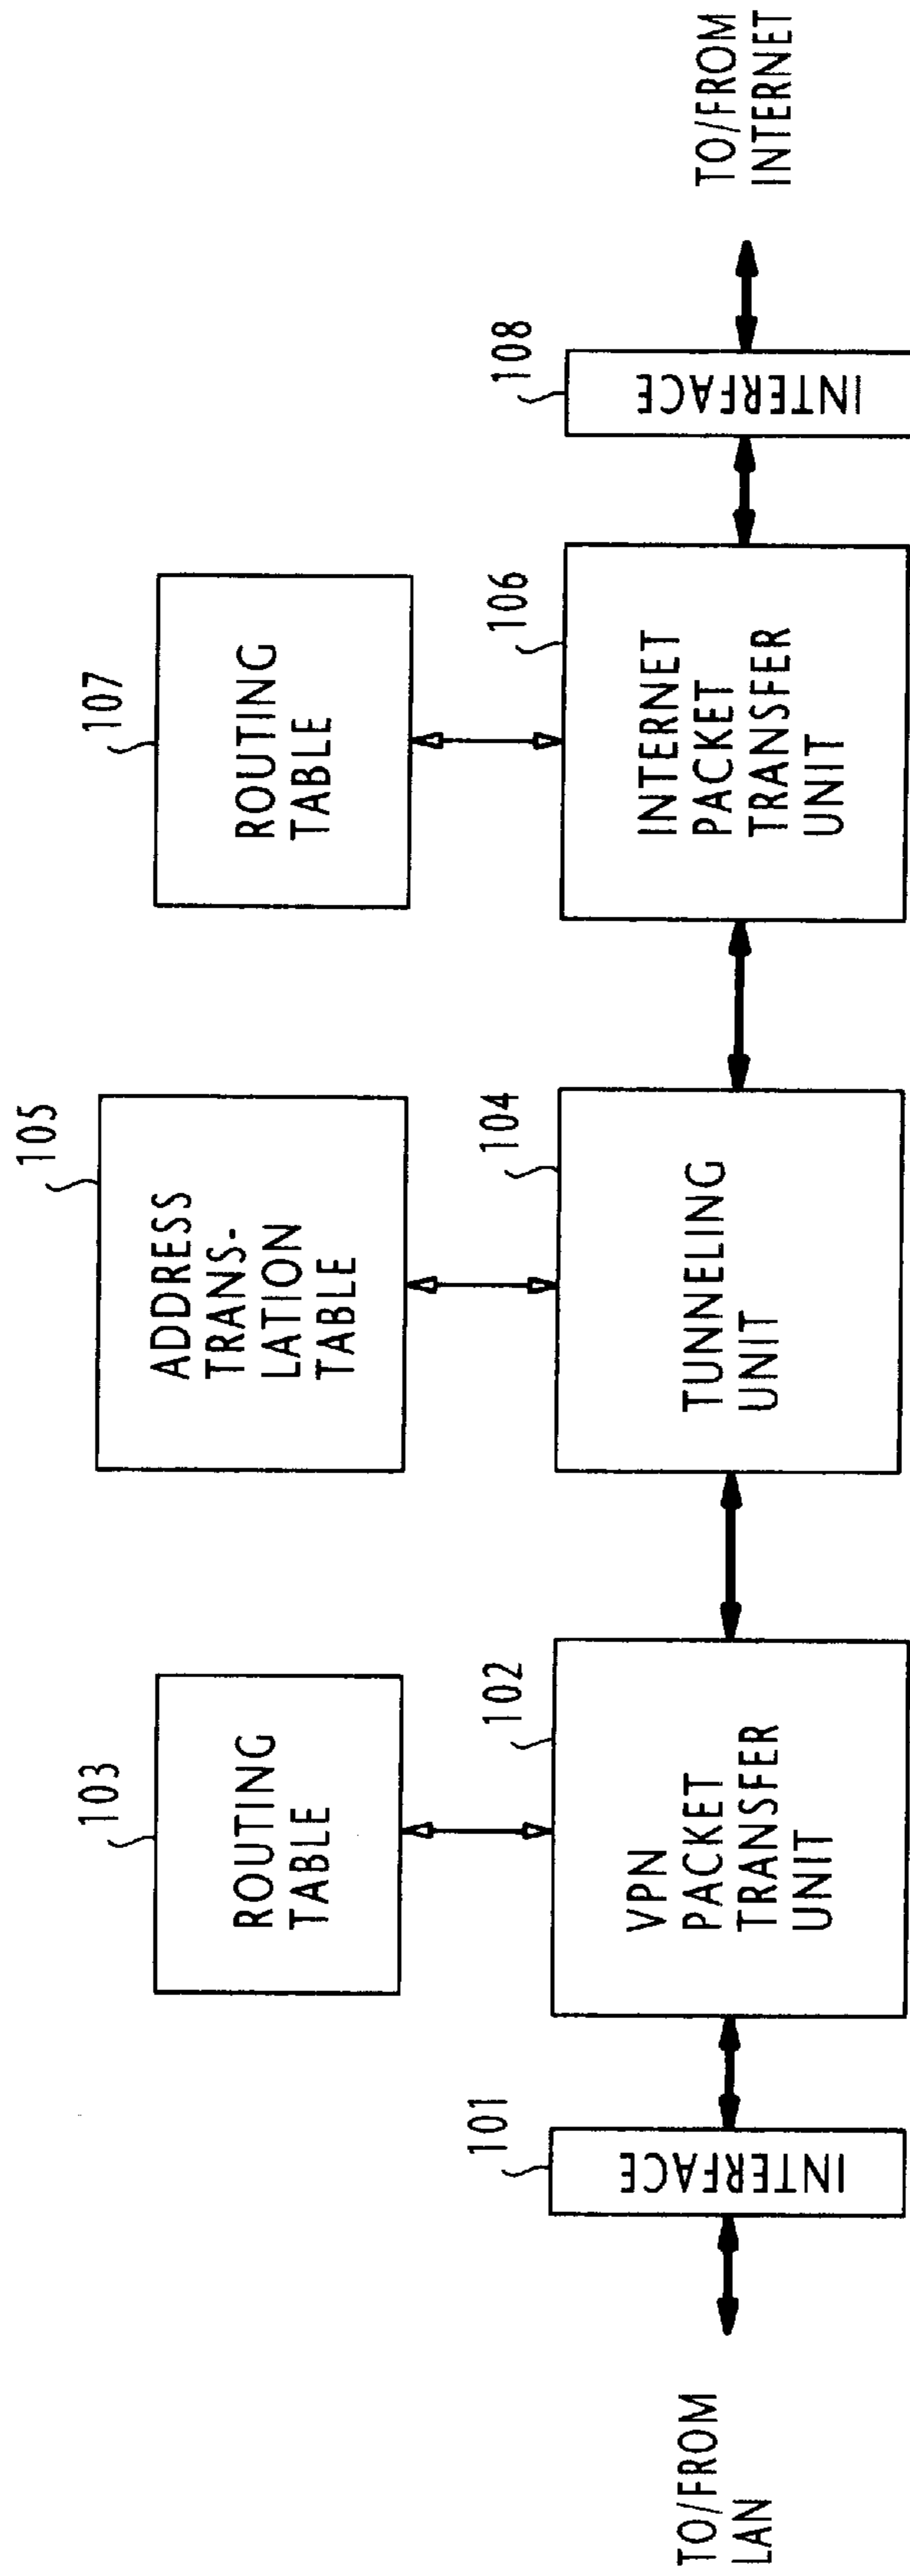 105
107
103
ADDRESS
TRANS-
LATION
TABLE
ROUTING
TABLE
ROUTING
TABLE
101
102
104
106
108
TO/FROM
LAN
INTERFACE
VPN
PACKET
TRANSFER
UNIT
TUNNELING
UNIT
INTERNET
PACKET
TRANSFER
UNIT
INTERFACE
TO/FROM
INTERNET